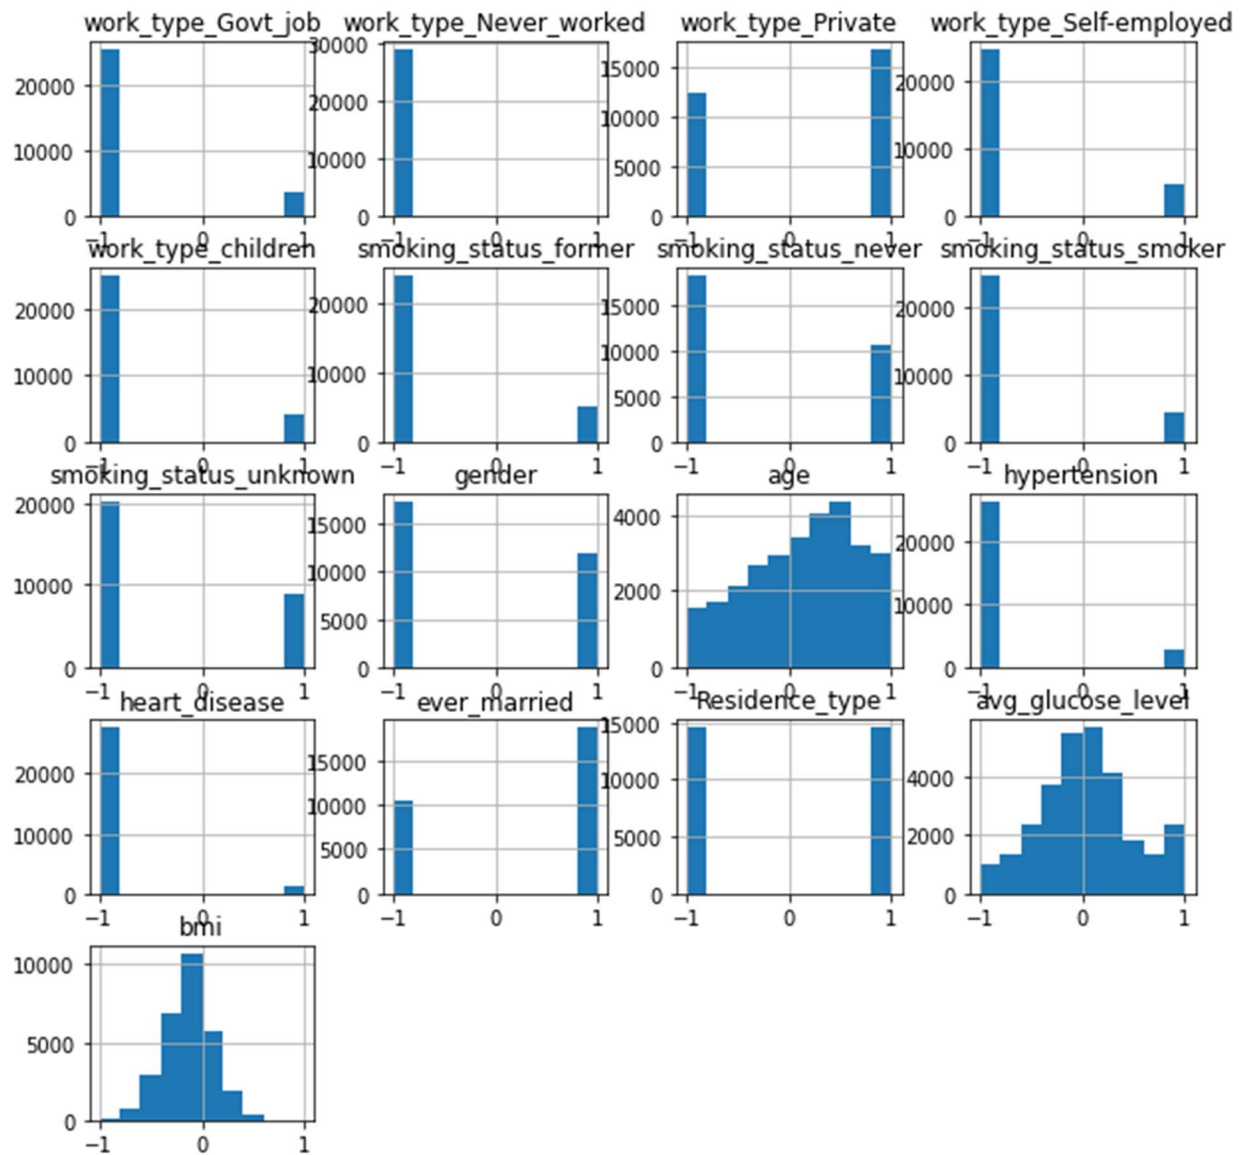 work_type_Govt_job work_type_Never_worked work_type_Private work_type_Self-employed
20000 10000 0
30000 20000 10000 0
15000 10000 5000 0
20000 10000 0
−1 0 1 −1 0 1 −1 0 1 −1 0 1
work_type_children smoking_status_former smoking_status_never smoking_status_smoker
20000 10000 0
20000 10000 0
15000 10000 5000 0
20000 10000 0
−1 0 1 −1 0 1 −1 0 1 −1 0 1
smoking_status_unknown gender age hypertension
20000 10000 0
15000 10000 5000 0
4000 2000 0
20000 10000 0
−1 0 1 −1 0 1 −1 0 1 −1 0 1
heart_disease ever_married Residence_type avg_glucose_level
20000 10000 0
15000 10000 5000 0
15000 10000 5000 0
4000 2000 0
−1 0 1 −1 0 1 −1 0 1 −1 0 1
bmi
10000 5000 0
−1 0 1